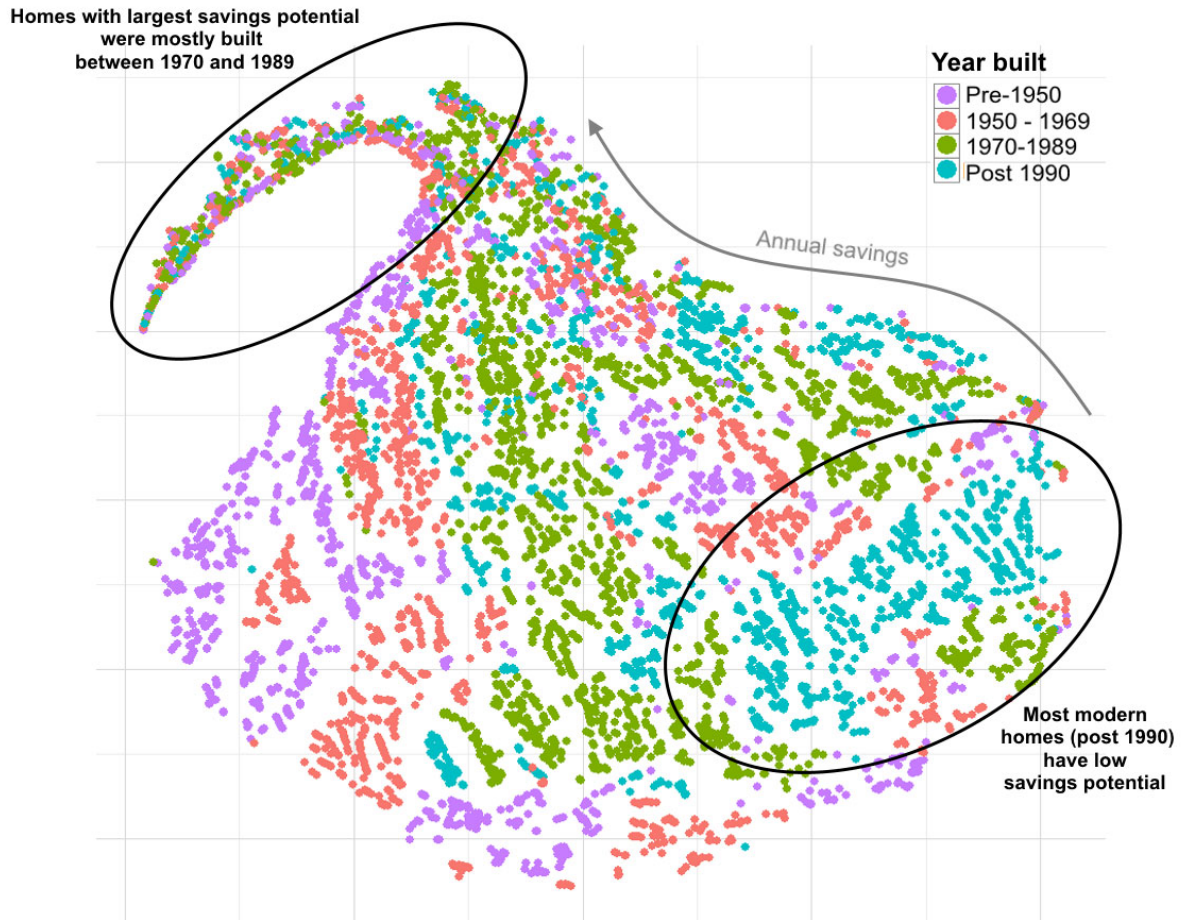 Homes with largest savings potential
were mostly built
between 1970 and 1989
Year built
Pre-1950
1950 - 1969
1970-1989
Post 1990
Annual savings
Most modern
homes (post 1990)
have low
savings potential